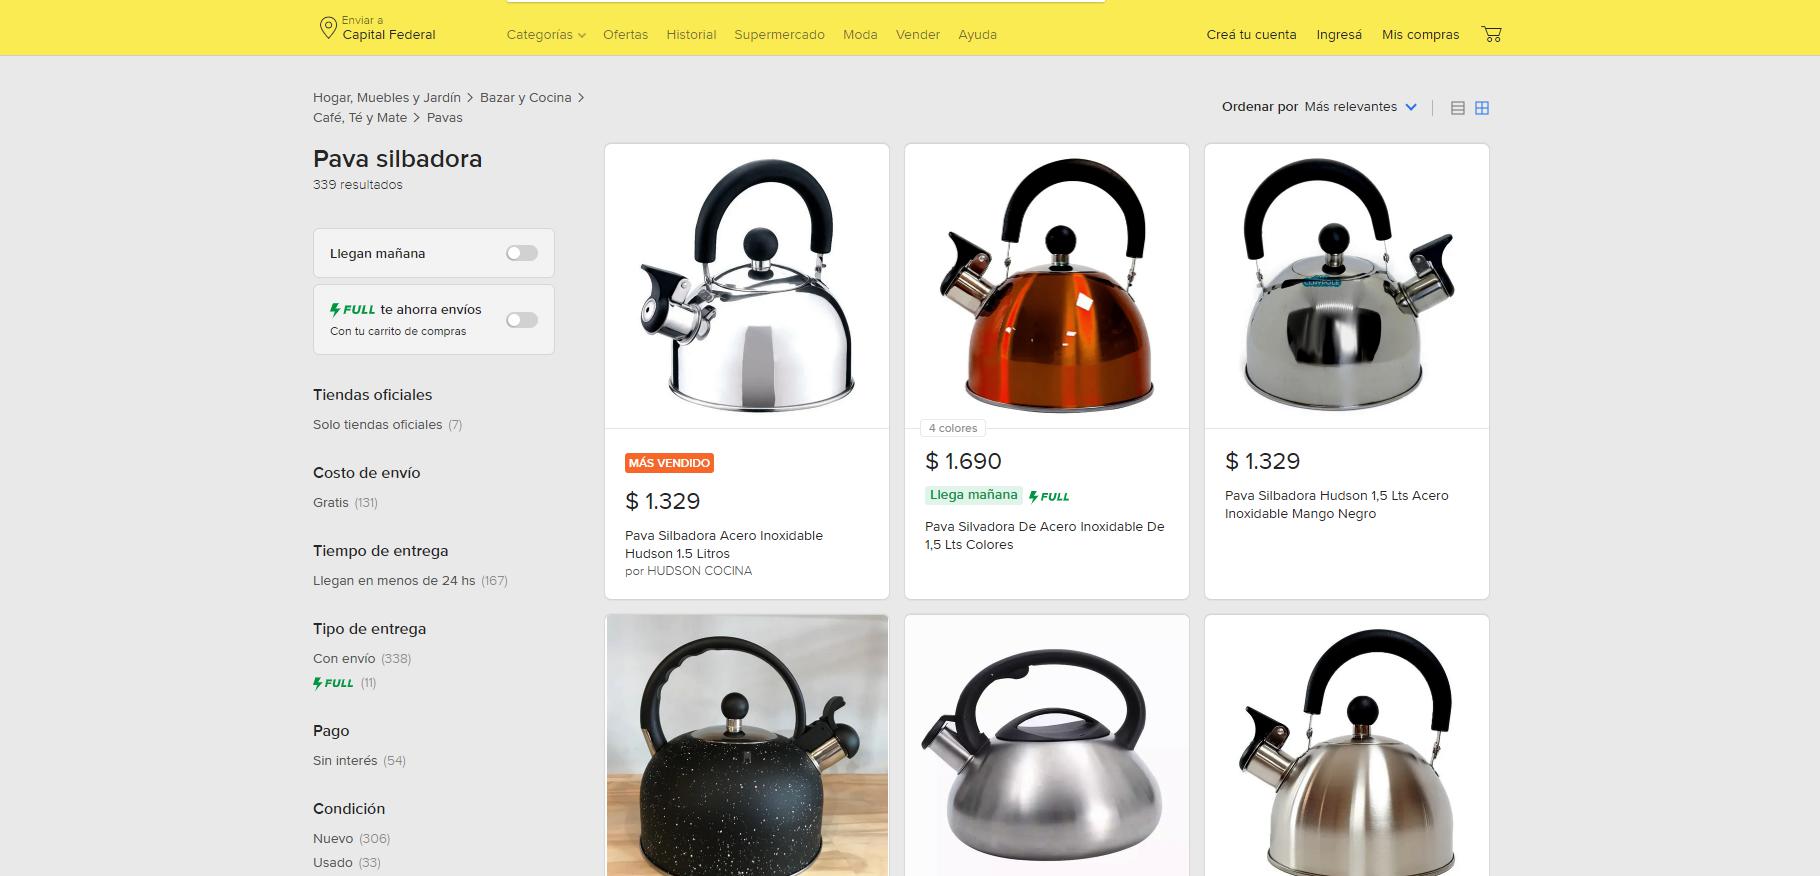 Enviar a
Capital Federal
Categorías
Ofertas
Historial
Supermercado
Moda
Vender
Ayuda
Creá tu cuenta
Ingresá
Mis compras
Hogar, Muebles y Jardín > Bazar y Cocina >
Café, Té y Mate > Pavas
Ordenar por Más relevantes
Pava silbadora
339 resultados
Llegan mañana
FULL te ahorra envíos
Con tu carrito de compras
Tiendas oficiales
Solo tiendas oficiales (7)
Costo de envío
Gratis (131)
Tiempo de entrega
Llegan en menos de 24 hs (167)
Tipo de entrega
Con envío (338)
FULL (11)
Pago
Sin interés (54)
Condición
Nuevo (306)
Usado (33)
MÁS VENDIDO
$ 1.329
Pava Silbadora Acero Inoxidable
Hudson 1.5 Litros
por HUDSON COCINA
4 colores
$ 1.690
Llega mañana FULL
Pava Silvadora De Acero Inoxidable De
1,5 Lts Colores
$ 1.329
Pava Silbadora Hudson 1,5 Lts Acero
Inoxidable Mango Negro